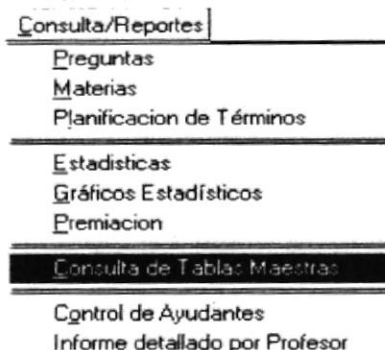 Consulta/Reportes
Preguntas
Materias
Planificacion de Términos
Estadisticas
Gráficos Estadísticos
Premiacion
Consulta de Tablas Maestras
Control de Ayudantes
Informe detallado por Profesor